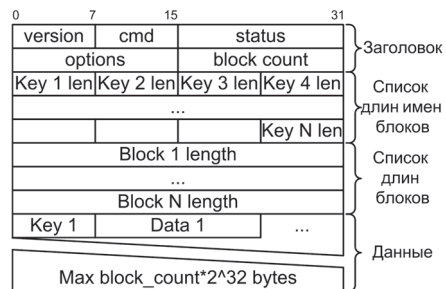 0 7 15 31
version cmd status
options block count
Заголовок
Key 1 len Key 2 len Key 3 len Key 4 len
...
Key N len
Список
длин имен
блоков
Block 1 length
...
Block N length
Список
длин
блоков
Key 1 Data 1 ...
Max block_count*2^32 bytes
Данные